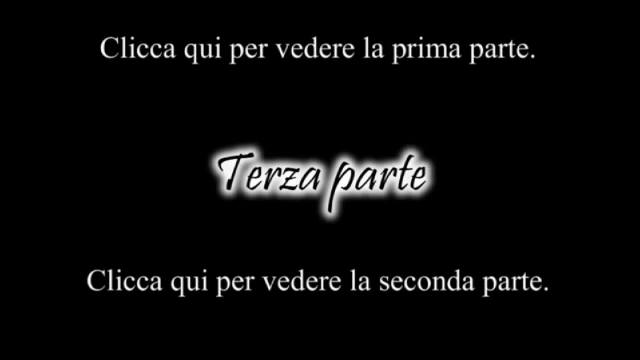 Clicca qui per vedere la prima parte.
Terza parte
Clicca qui per vedere la seconda parte.